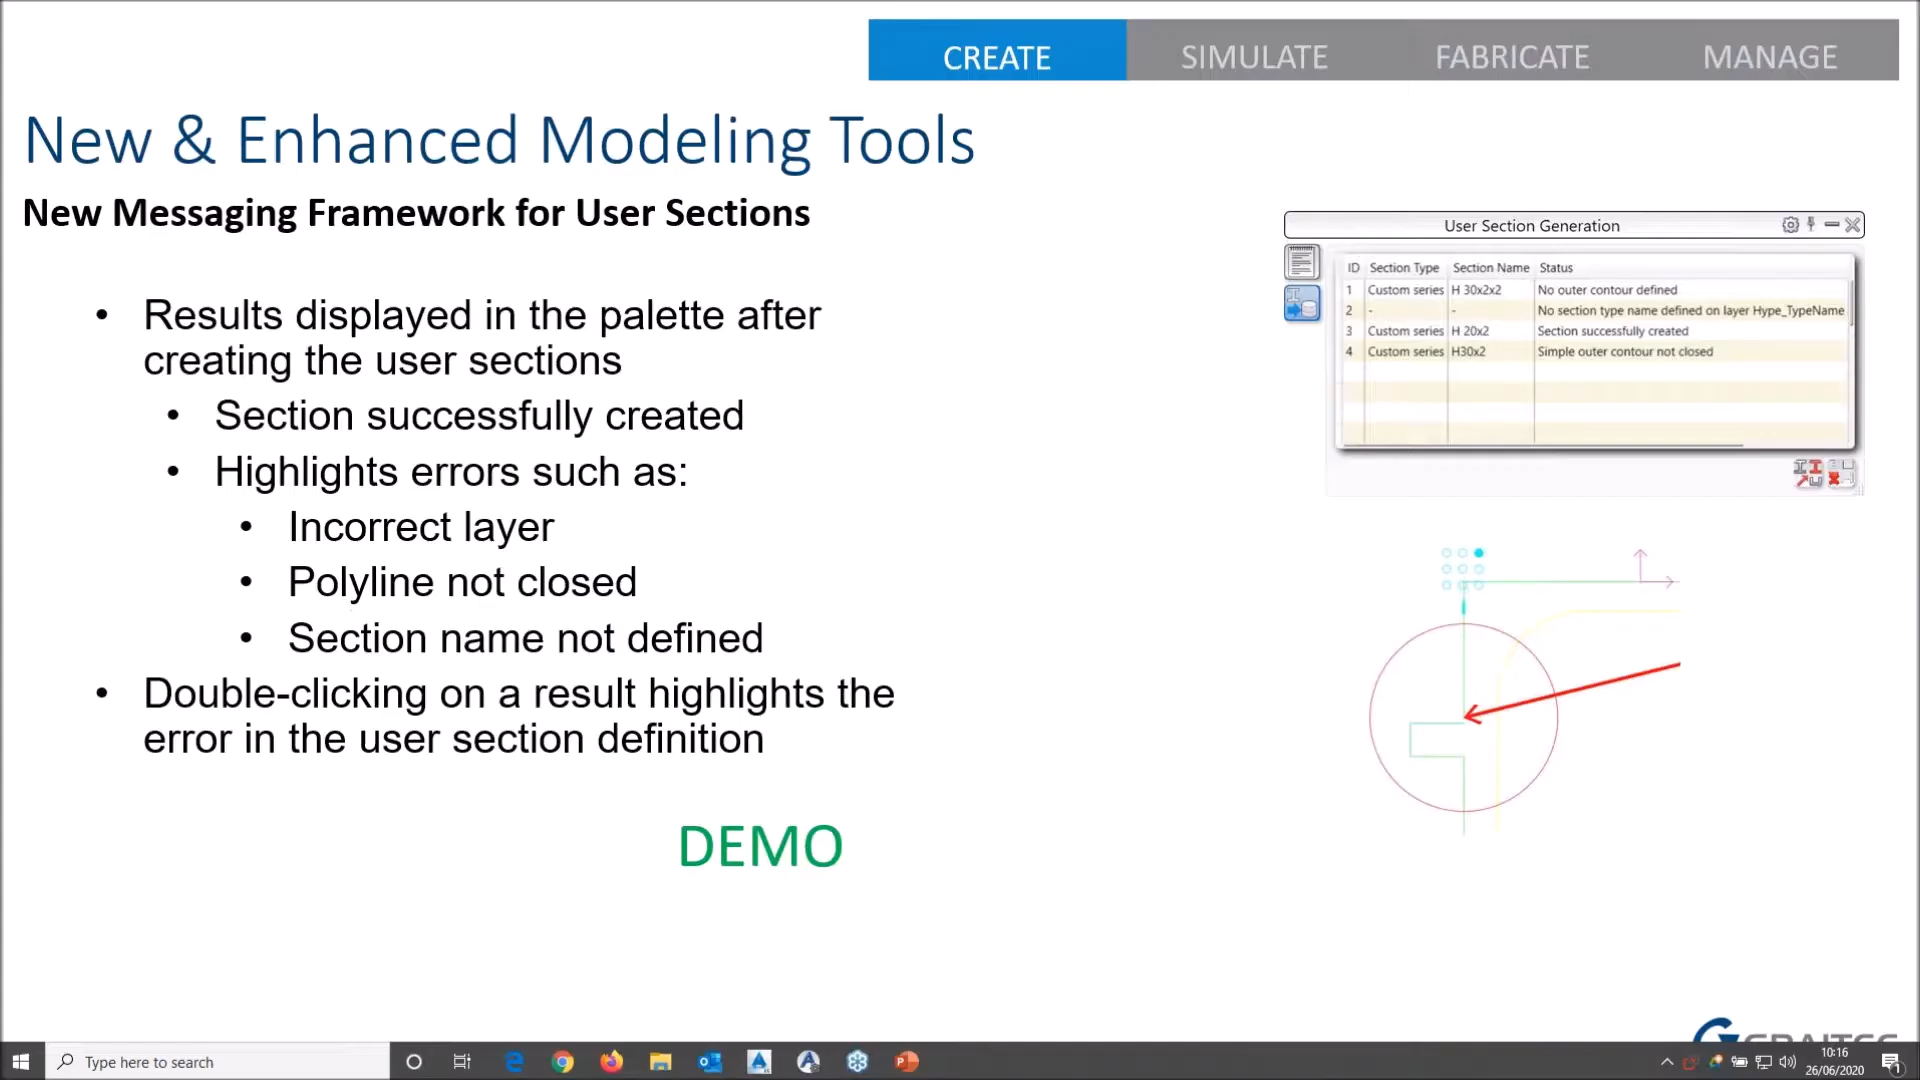 CREATE SIMULATE FABRICATE MANAGE
New & Enhanced Modeling Tools
New Messaging Framework for User Sections
• Results displayed in the palette after
creating the user sections
• Section successfully created
• Highlights errors such as:
• Incorrect layer
• Polyline not closed
• Section name not defined
• Double-clicking on a result highlights the
error in the user section definition
DEMO
User Section Generation
ID Section Type Section Name Status
1 Custom series H 30x2x2 No outer contour defined
2 - - No section type name defined on layer Hype_TypeName
3 Custom series H 20x2 Section successfully created
4 Custom series H30x2 Simple outer contour not closed
Type here to search
10:16
26/06/2020
1